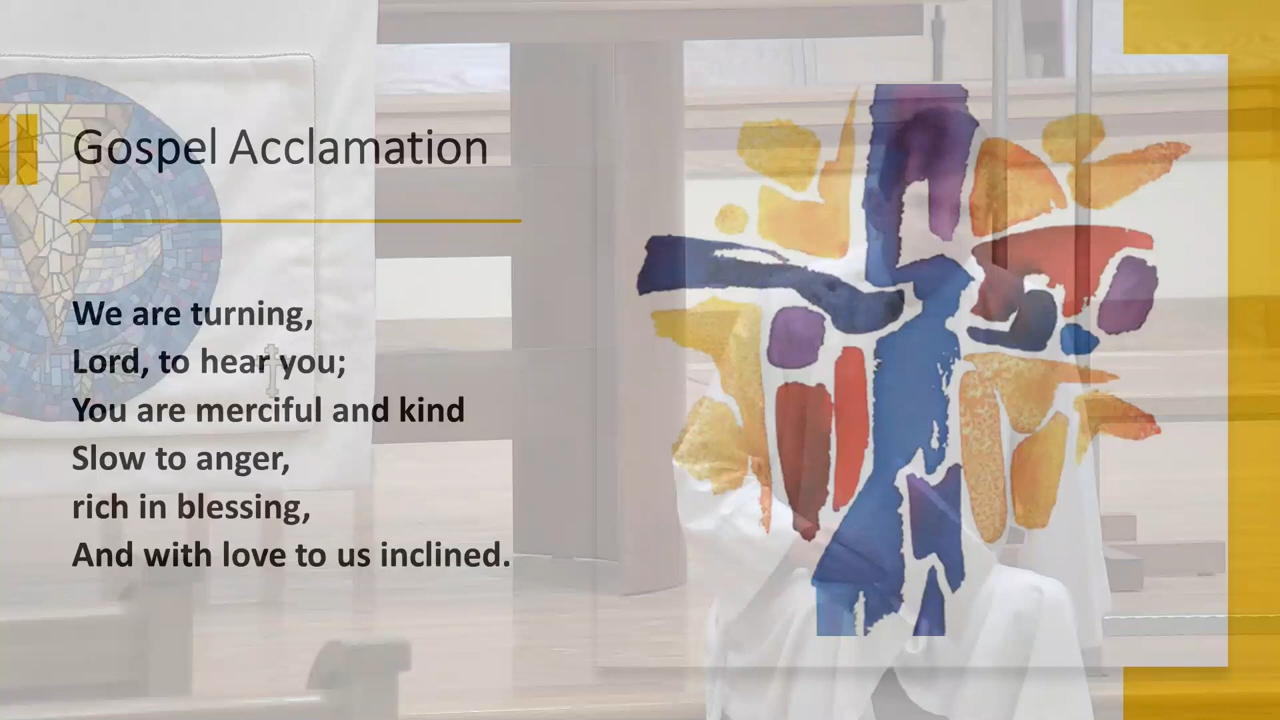 Gospel Acclamation
We are turning,
Lord, to hear you;
You are merciful and kind
Slow to anger,
rich in blessing,
And with love to us inclined.